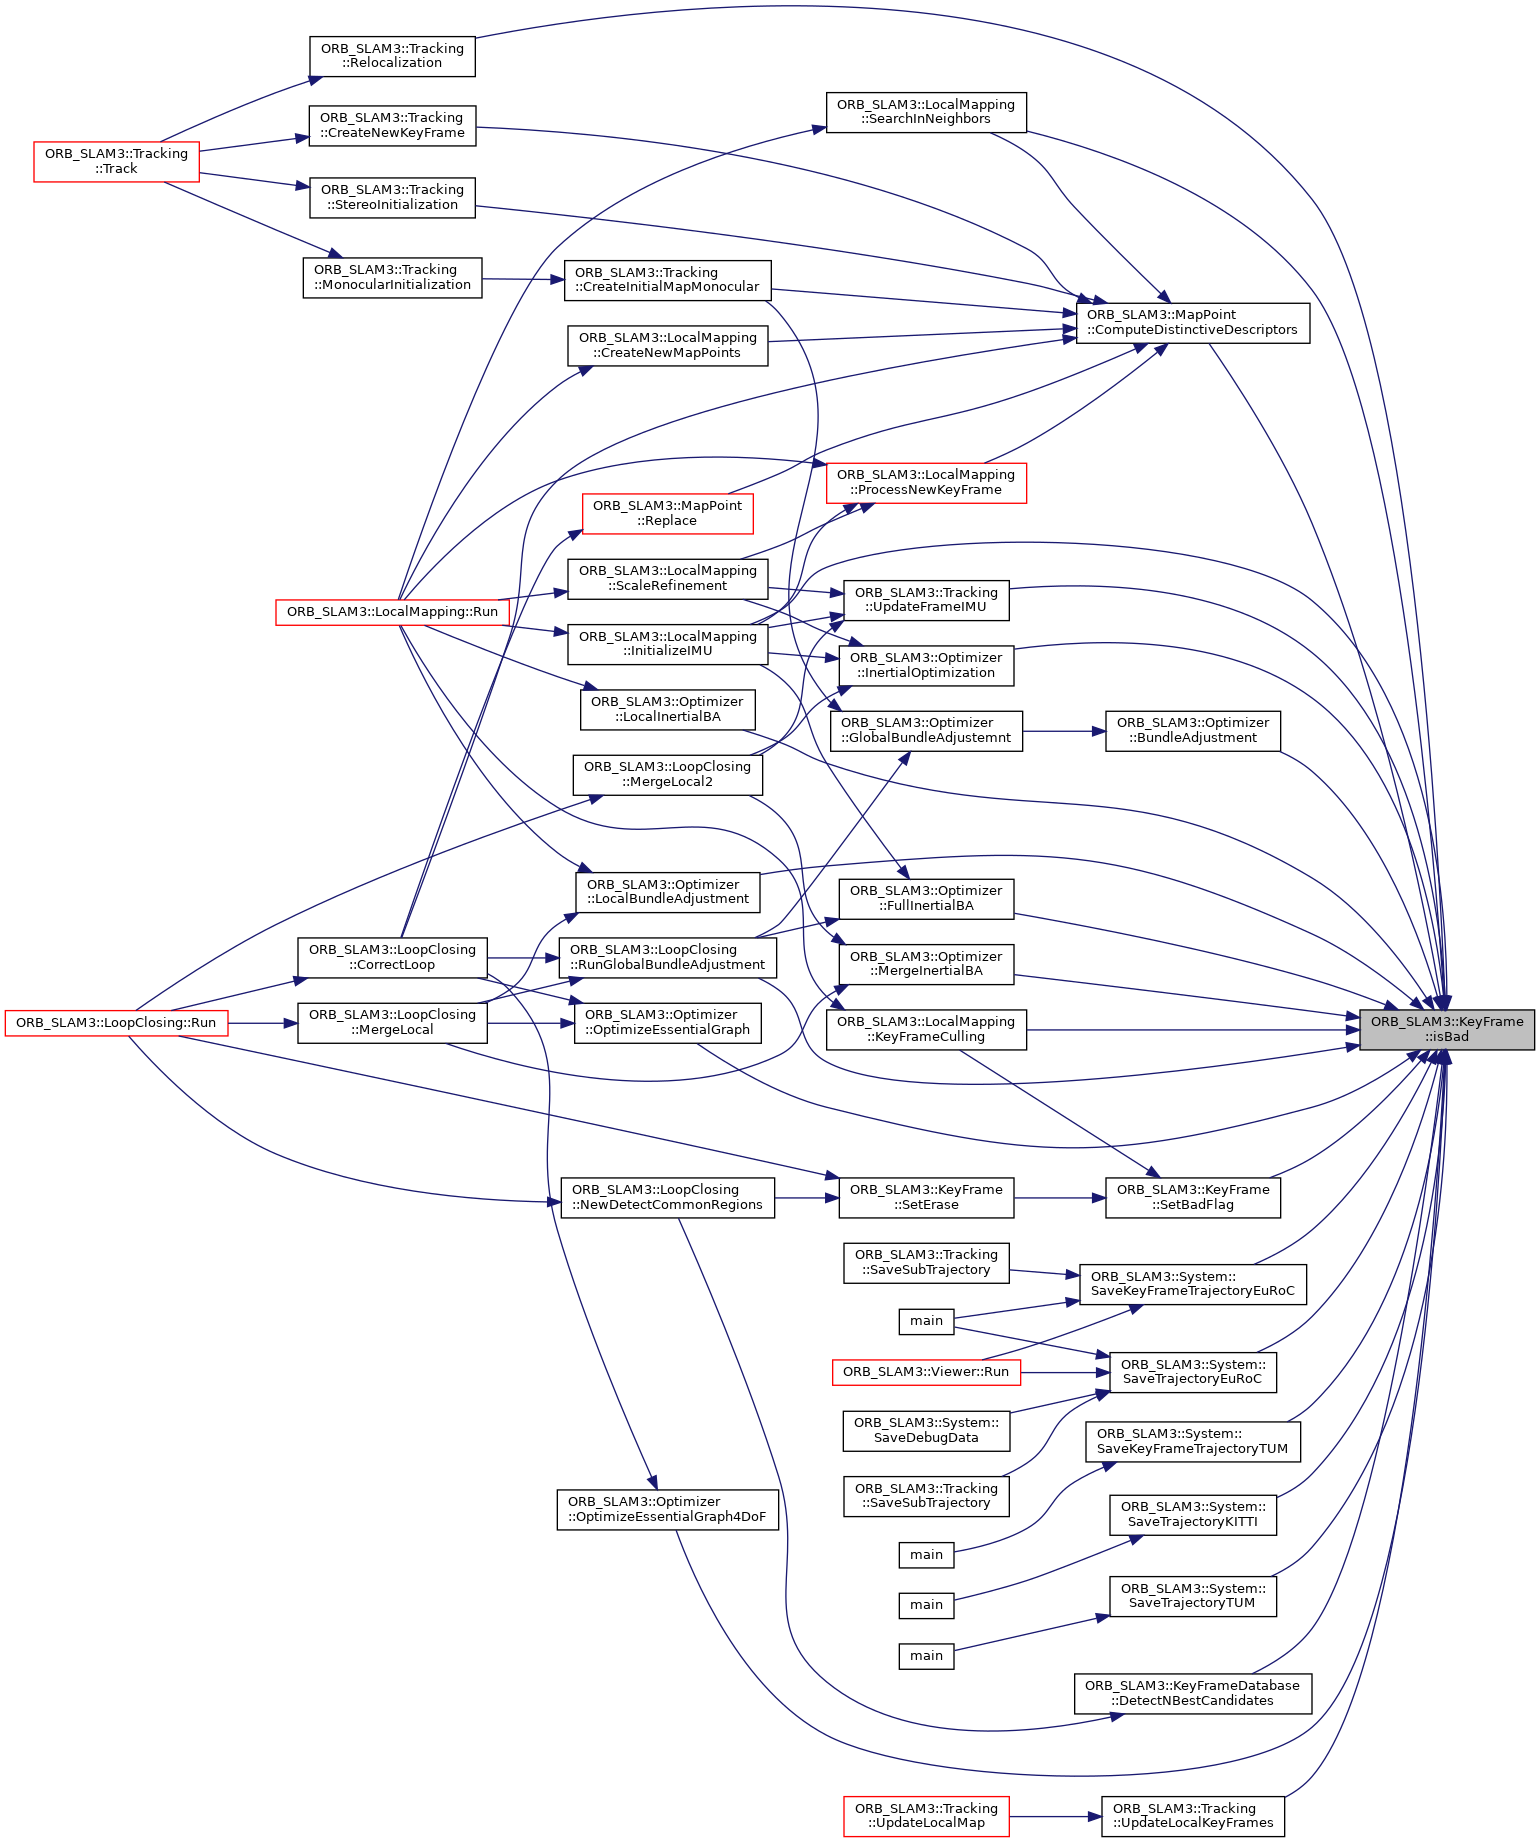 ORB_SLAM3::Tracking
::Relocalization
ORB_SLAM3::LocalMapping
::SearchInNeighbors
ORB_SLAM3::Tracking
::CreateNewKeyFrame
ORB_SLAM3::Tracking
::Track
ORB_SLAM3::Tracking
::StereoInitialization
ORB_SLAM3::Tracking
::MonocularInitialization
ORB_SLAM3::Tracking
::CreateInitialMapMonocular
ORB_SLAM3::MapPoint
::ComputeDistinctiveDescriptors
ORB_SLAM3::LocalMapping
::CreateNewMapPoints
ORB_SLAM3::LocalMapping
::ProcessNewKeyFrame
ORB_SLAM3::MapPoint
::Replace
ORB_SLAM3::LocalMapping
::ScaleRefinement
ORB_SLAM3::Tracking
::UpdateFrameIMU
ORB_SLAM3::LocalMapping::Run
ORB_SLAM3::LocalMapping
::InitializeIMU
ORB_SLAM3::Optimizer
::InertialOptimization
ORB_SLAM3::Optimizer
::LocalInertialBA
ORB_SLAM3::Optimizer
::GlobalBundleAdjustemnt
ORB_SLAM3::Optimizer
::BundleAdjustment
ORB_SLAM3::LoopClosing
::MergeLocal2
ORB_SLAM3::Optimizer
::LocalBundleAdjustment
ORB_SLAM3::Optimizer
::FullInertialBA
ORB_SLAM3::LoopClosing
::CorrectLoop
ORB_SLAM3::LoopClosing
::RunGlobalBundleAdjustment
ORB_SLAM3::Optimizer
::MergeInertialBA
ORB_SLAM3::LoopClosing::Run
ORB_SLAM3::LoopClosing
::MergeLocal
ORB_SLAM3::Optimizer
::OptimizeEssentialGraph
ORB_SLAM3::LocalMapping
::KeyFrameCulling
ORB_SLAM3::KeyFrame
::isBad
ORB_SLAM3::LoopClosing
::NewDetectCommonRegions
ORB_SLAM3::KeyFrame
::SetErase
ORB_SLAM3::KeyFrame
::SetBadFlag
ORB_SLAM3::Tracking
::SaveSubTrajectory
ORB_SLAM3::System::
SaveKeyFrameTrajectoryEuRoC
main
ORB_SLAM3::Viewer::Run
ORB_SLAM3::System::
SaveTrajectoryEuRoC
ORB_SLAM3::System::
SaveDebugData
ORB_SLAM3::System::
SaveKeyFrameTrajectoryTUM
ORB_SLAM3::Tracking
::SaveSubTrajectory
ORB_SLAM3::Optimizer
::OptimizeEssentialGraph4DoF
ORB_SLAM3::System::
SaveTrajectoryKITTI
main
main
ORB_SLAM3::System::
SaveTrajectoryTUM
main
ORB_SLAM3::KeyFrameDatabase
::DetectNBestCandidates
ORB_SLAM3::Tracking
::UpdateLocalMap
ORB_SLAM3::Tracking
::UpdateLocalKeyFrames